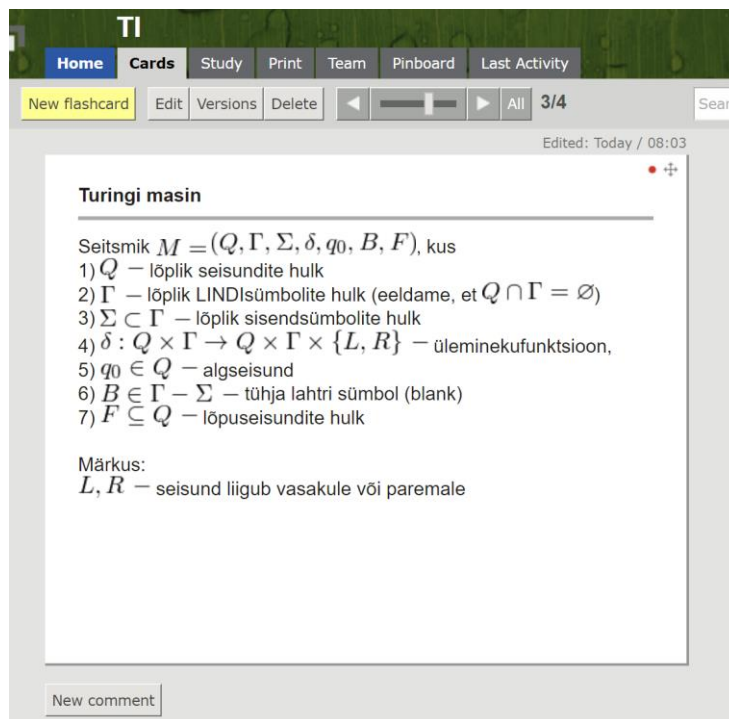 TI
Home Cards Study Print Team Pinboard Last Activity
New flashcard Edit Versions Delete All 3/4 Sear
Edited: Today / 08:03
Turingi masin
Seitsmik M = (Q, Γ, Σ, δ, q₀, B, F), kus
1) Q − lõplik seisundite hulk
2) Γ − lõplik LINDIsümbolite hulk (eeldame, et Q ∩ Γ = ∅)
3) Σ ⊂ Γ − lõplik sisendsümbolite hulk
4) δ : Q × Γ → Q × Γ × {L, R} − üleminekufunktsioon,
5) q₀ ∈ Q − algseisund
6) B ∈ Γ − Σ − tühja lahtri sümbol (blank)
7) F ⊆ Q − lõpuseisundite hulk
Märkus:
L, R − seisund liigub vasakule või paremale
New comment